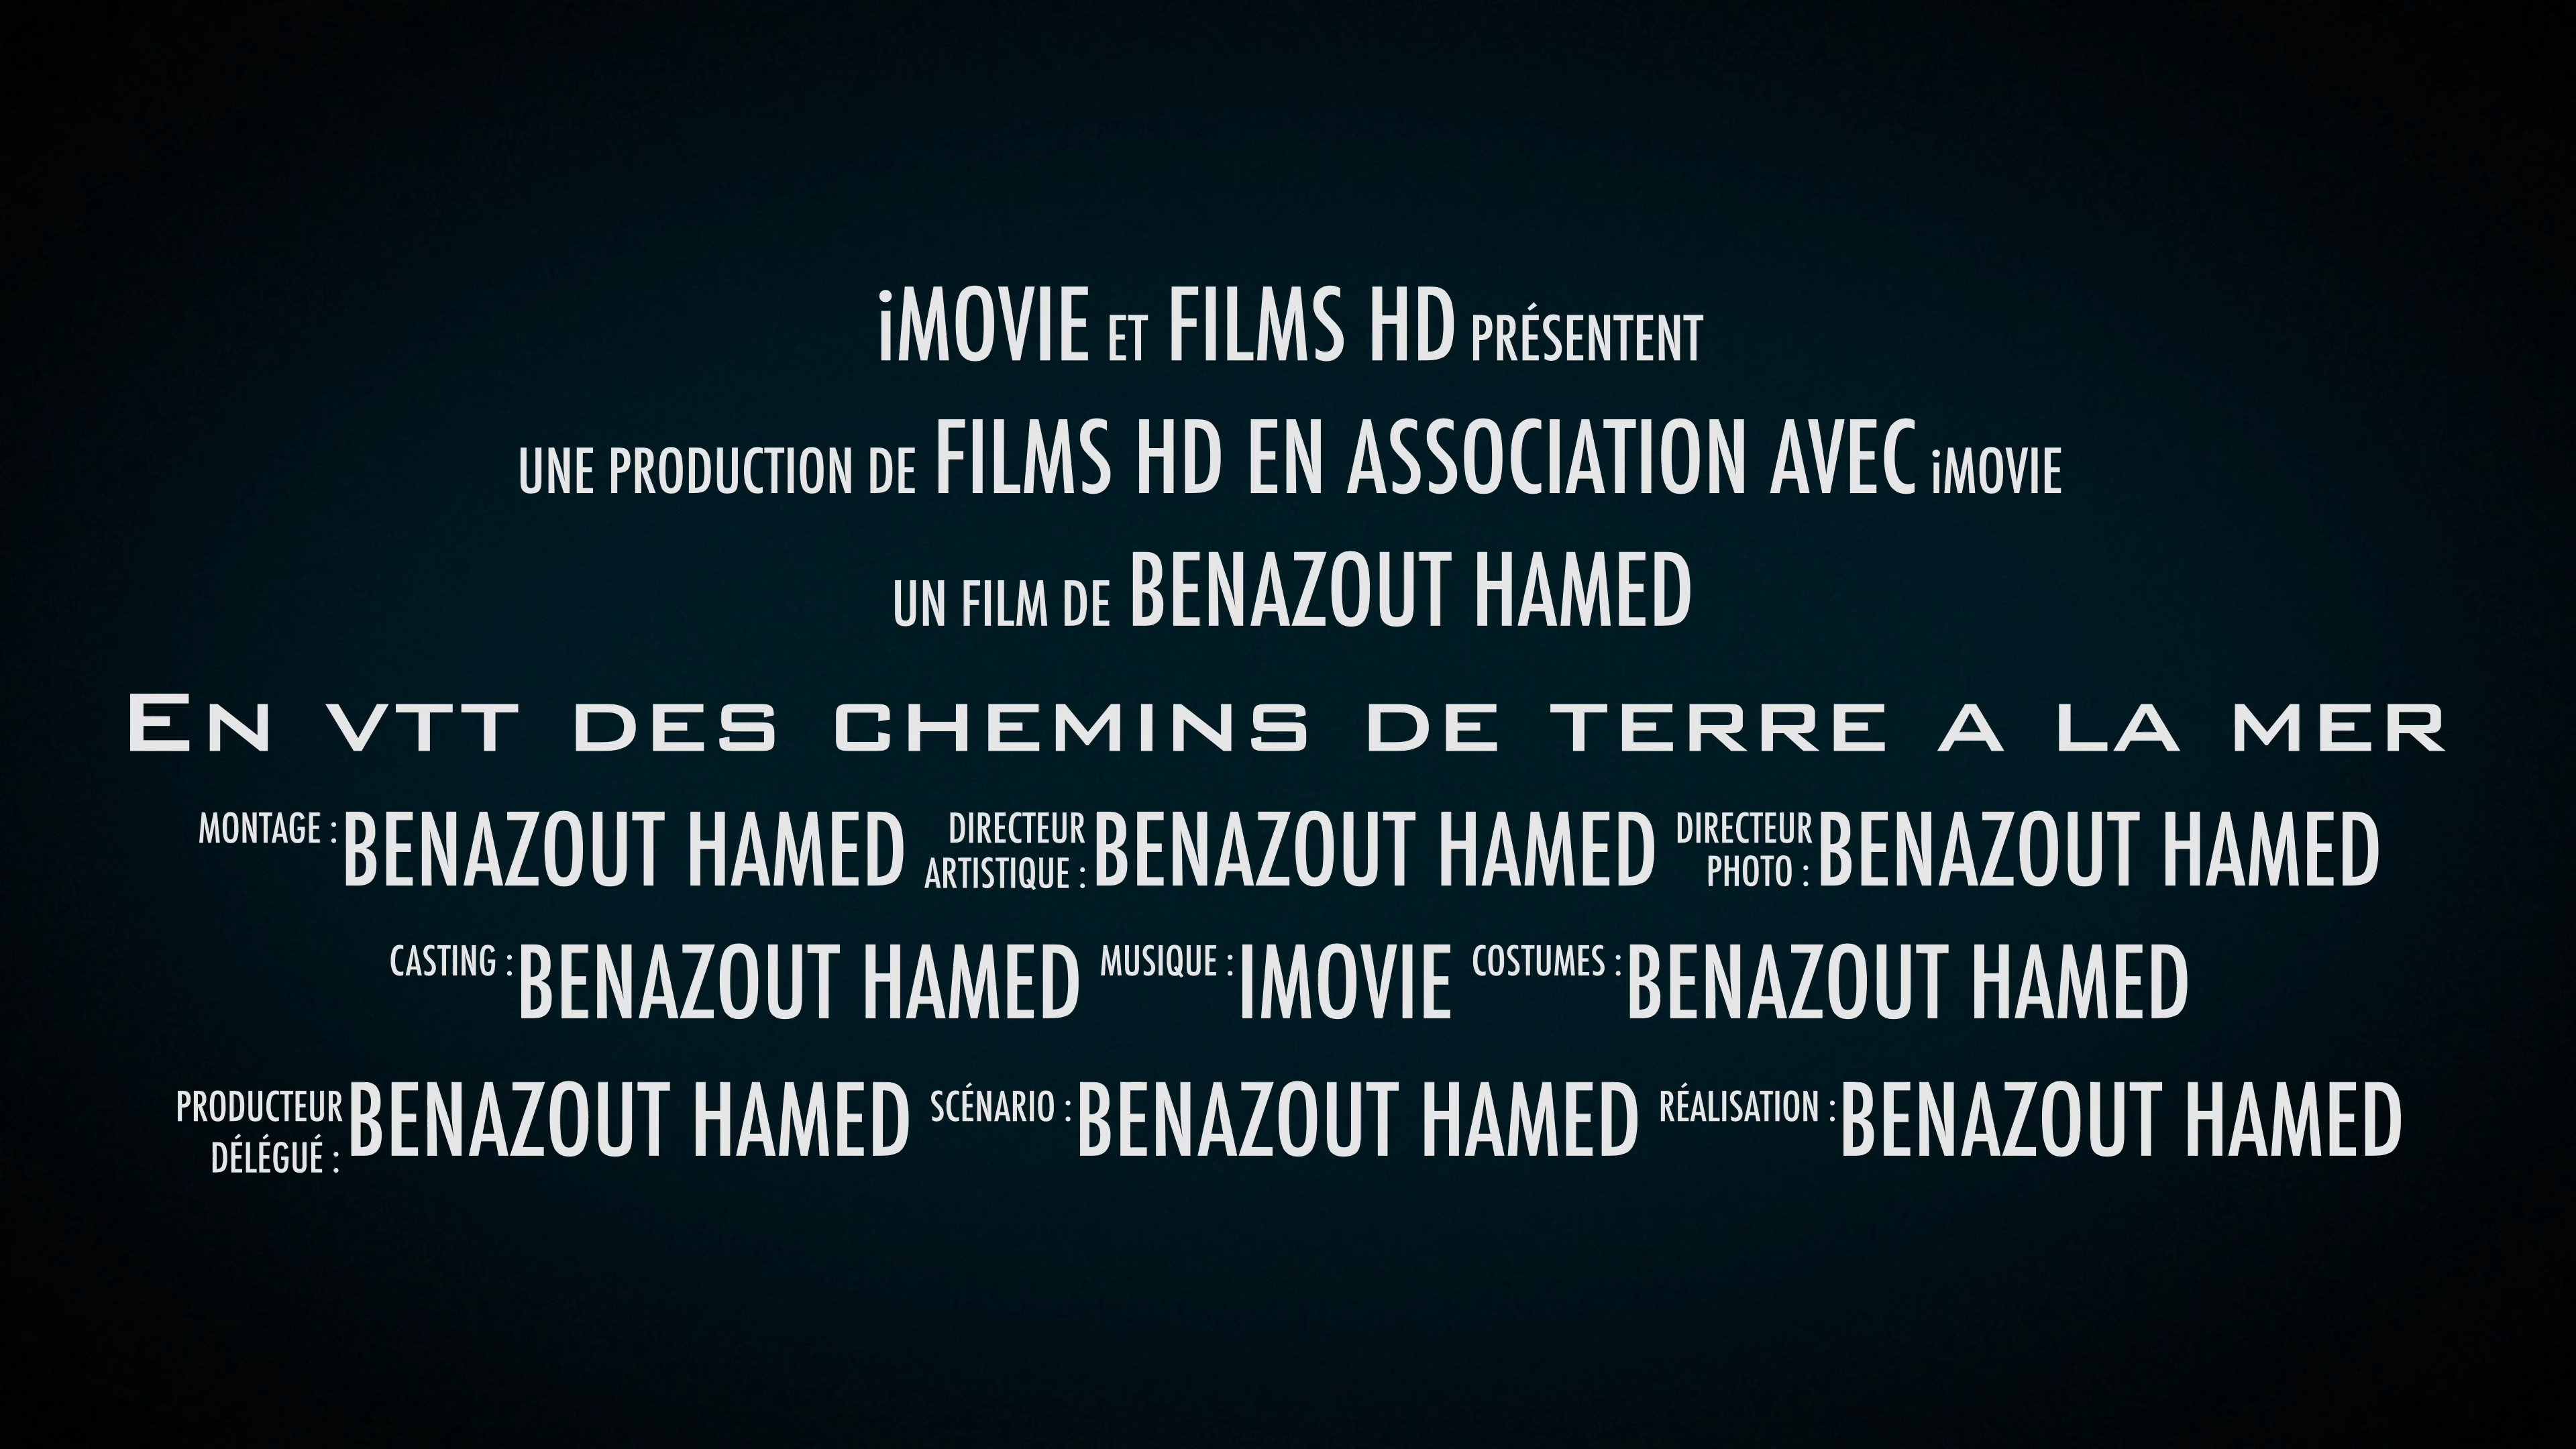 iMOVIE ET FILMS HD PRÉSENTENT
UNE PRODUCTION DE FILMS HD EN ASSOCIATION AVEC iMOVIE
UN FILM DE BENAZOUT HAMED
EN VTT DES CHEMINS DE TERRE A LA MER
MONTAGE : BENAZOUT HAMED DIRECTEUR ARTISTIQUE : BENAZOUT HAMED DIRECTEUR PHOTO : BENAZOUT HAMED
CASTING : BENAZOUT HAMED MUSIQUE : IMOVIE COSTUMES : BENAZOUT HAMED
PRODUCTEUR DÉLÉGUÉ : BENAZOUT HAMED SCÉNARIO : BENAZOUT HAMED RÉALISATION : BENAZOUT HAMED